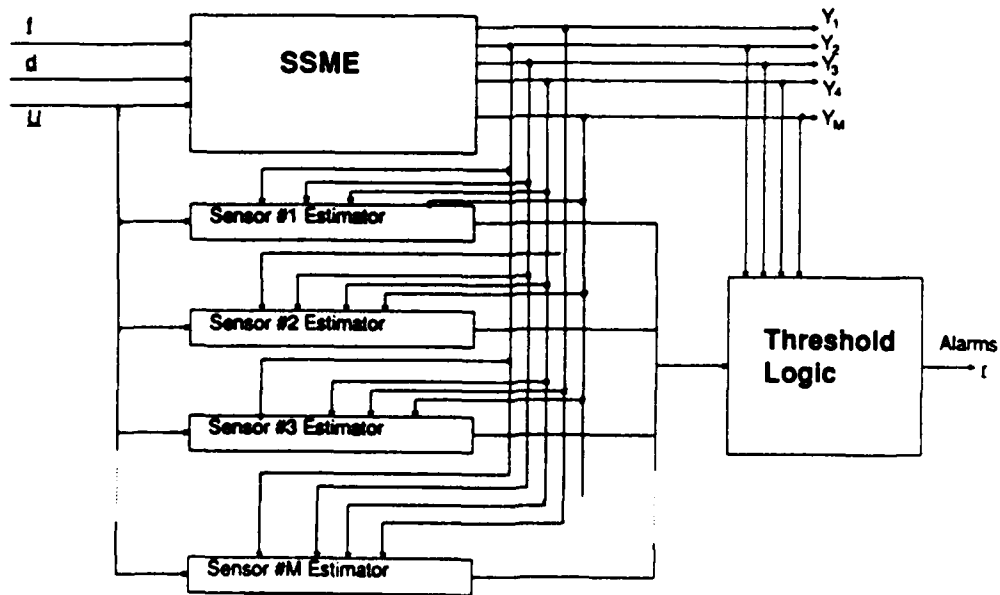 f
d
U
SSME
Y1
Y2
Y3
Y4
YM
Sensor #1 Estimator
Sensor #2 Estimator
Sensor #3 Estimator
Sensor #M Estimator
Threshold
Logic
Alarms
r